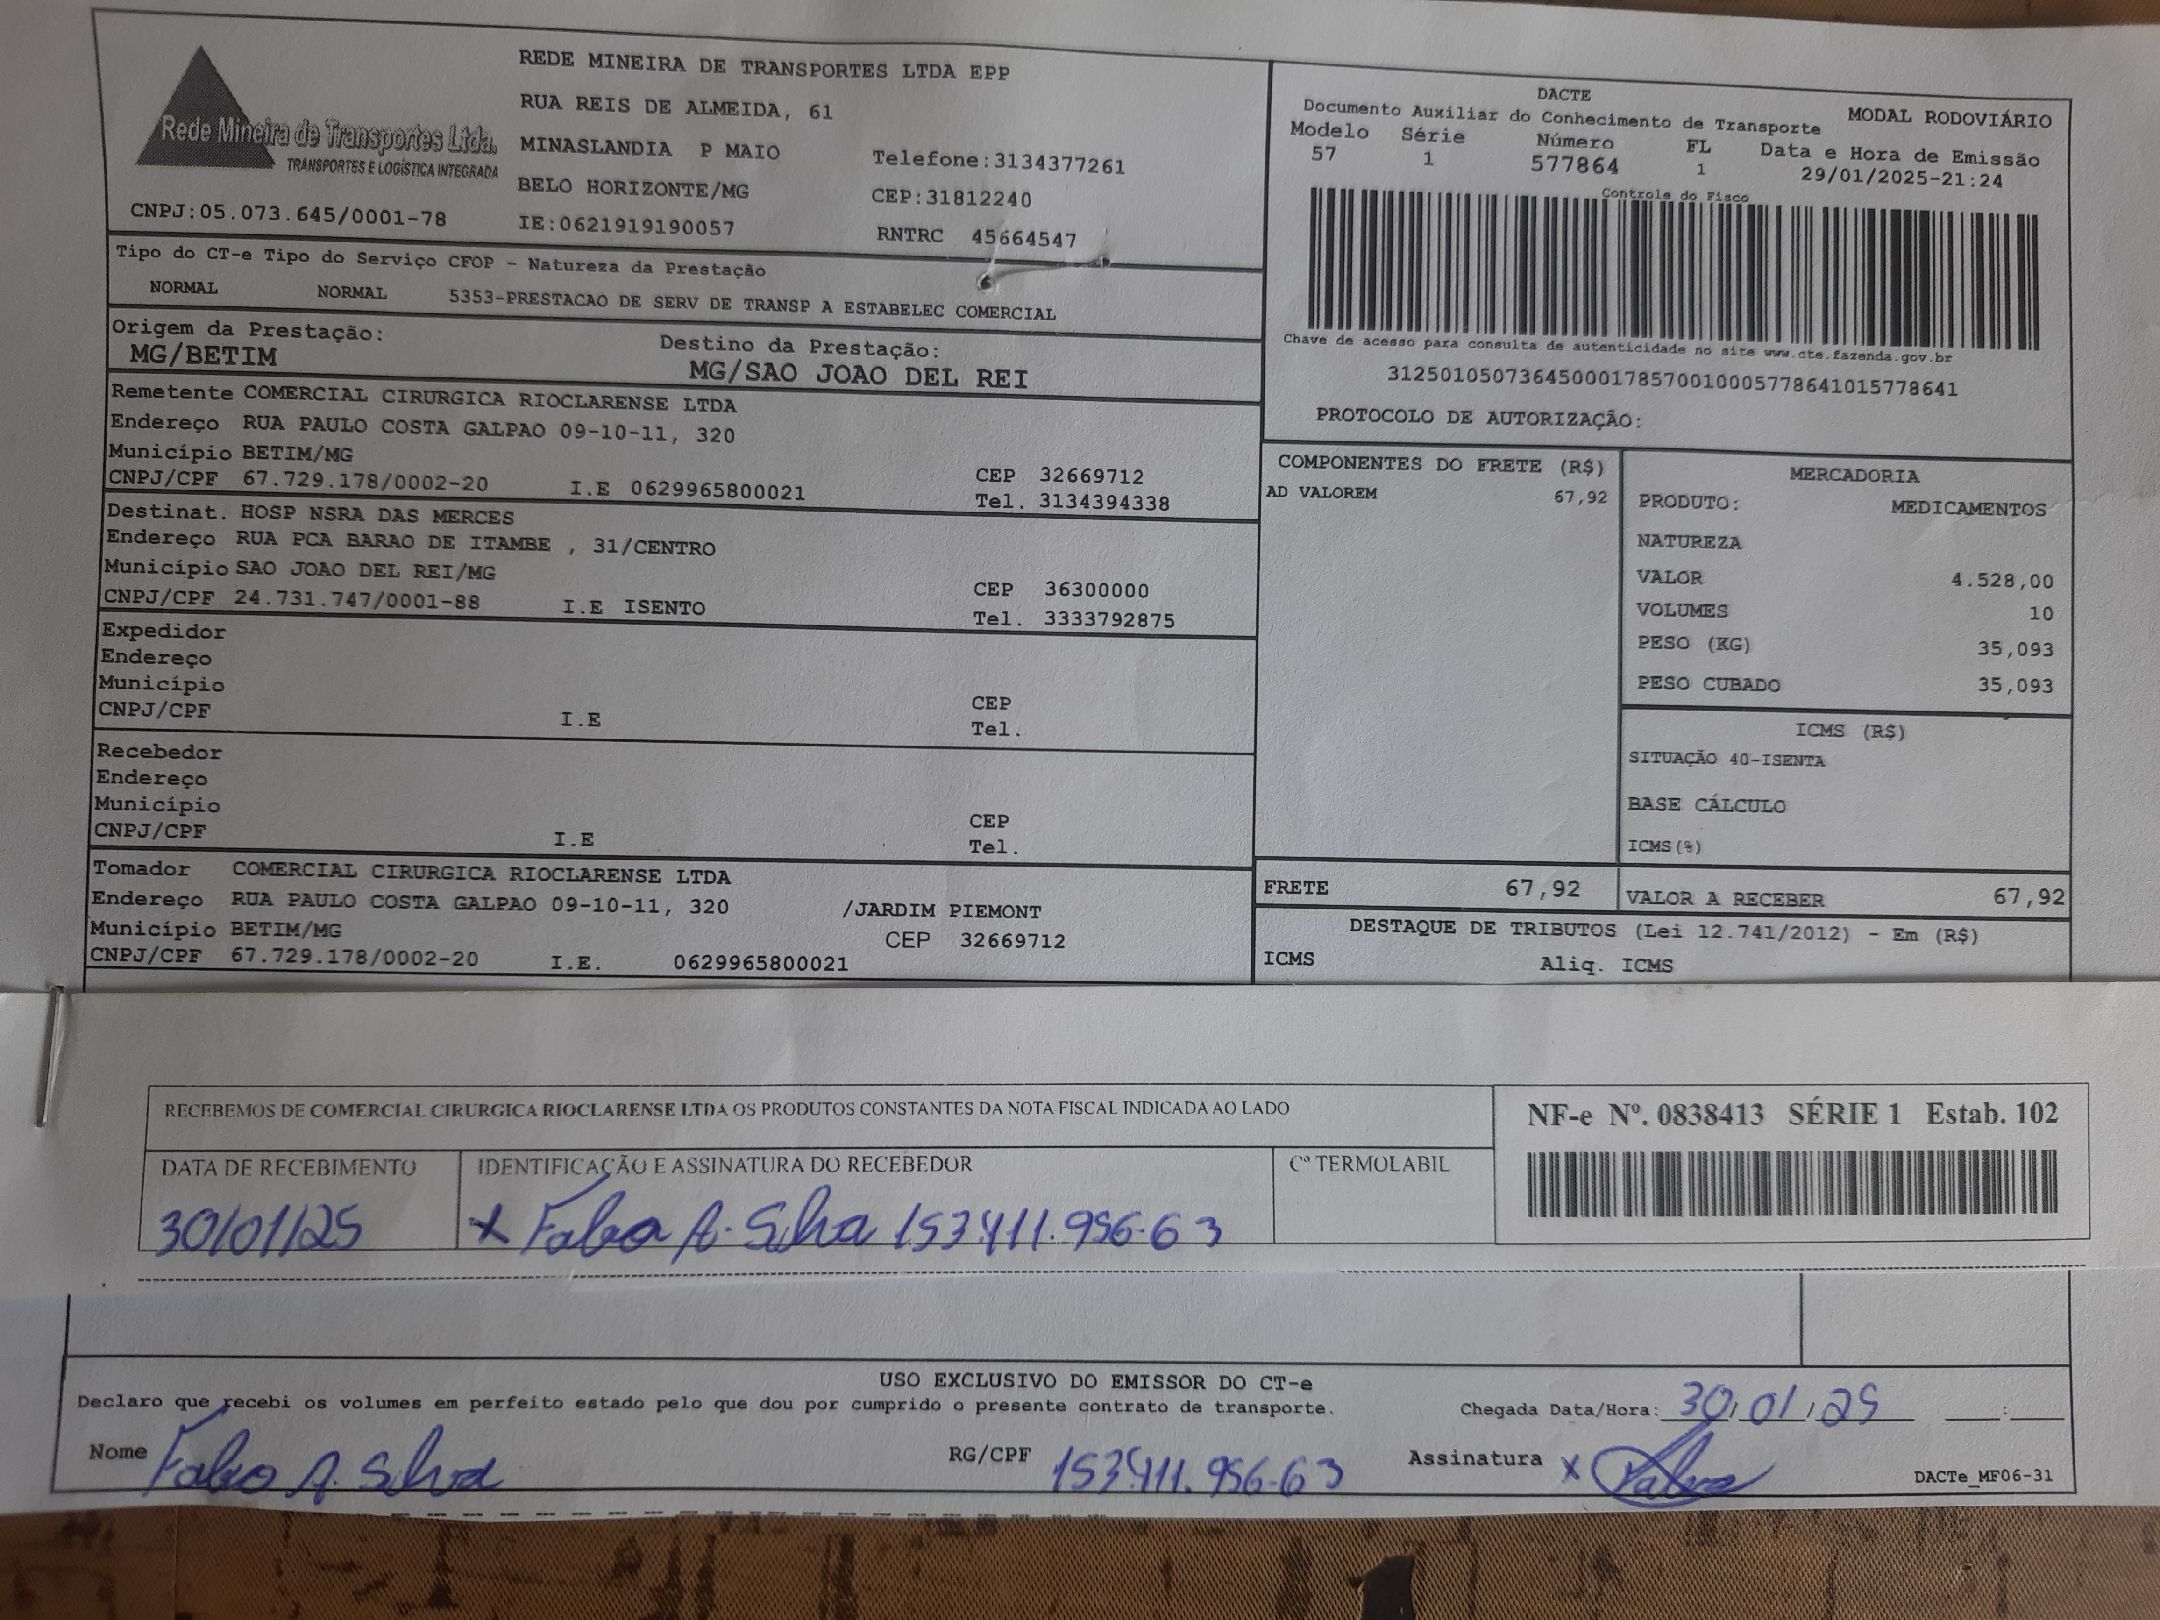 Rede Mineira de Transportes Ltda.
TRANSPORTES E LOGÍSTICA INTEGRADA
CNPJ:05.073.645/0001-78
REDE MINEIRA DE TRANSPORTES LTDA EPP
RUA REIS DE ALMEIDA, 61
MINASLANDIA P MAIO Telefone:3134377261
BELO HORIZONTE/MG CEP:31812240
IE:0621919190057 RNTRC 45664547
DACTE
Documento Auxiliar do Conhecimento de Transporte MODAL RODOVIÁRIO
Modelo Série Número FL Data e Hora de Emissão
57 1 577864 1 29/01/2025-21:24
Controle do Fisco
Chave de acesso para consulta de autenticidade no site www.cte.fazenda.gov.br
31250105073645000178570010005778641015778641
PROTOCOLO DE AUTORIZAÇÃO:
Tipo do CT-e Tipo do Serviço CFOP - Natureza da Prestação
NORMAL NORMAL 5353-PRESTACAO DE SERV DE TRANSP A ESTABELEC COMERCIAL
Origem da Prestação: Destino da Prestação:
MG/BETIM MG/SAO JOAO DEL REI
Remetente COMERCIAL CIRURGICA RIOCLARENSE LTDA
Endereço RUA PAULO COSTA GALPAO 09-10-11, 320
Município BETIM/MG CEP 32669712
CNPJ/CPF 67.729.178/0002-20 I.E 0629965800021 Tel. 3134394338
Destinat. HOSP NSRA DAS MERCES
Endereço RUA PCA BARAO DE ITAMBE , 31/CENTRO
Município SAO JOAO DEL REI/MG CEP 36300000
CNPJ/CPF 24.731.747/0001-88 I.E ISENTO Tel. 3333792875
Expedidor
Endereço
Município CEP
CNPJ/CPF I.E Tel.
Recebedor
Endereço
Município CEP
CNPJ/CPF I.E Tel.
Tomador COMERCIAL CIRURGICA RIOCLARENSE LTDA
Endereço RUA PAULO COSTA GALPAO 09-10-11, 320 /JARDIM PIEMONT
Município BETIM/MG CEP 32669712
CNPJ/CPF 67.729.178/0002-20 I.E. 0629965800021
COMPONENTES DO FRETE (R$)
AD VALOREM 67,92
MERCADORIA
PRODUTO: MEDICAMENTOS
NATUREZA
VALOR 4.528,00
VOLUMES 10
PESO (KG) 35,093
PESO CUBADO 35,093
ICMS (R$)
SITUAÇÃO 40-ISENTA
BASE CÁLCULO
ICMS(%)
FRETE 67,92 VALOR A RECEBER 67,92
DESTAQUE DE TRIBUTOS (Lei 12.741/2012) - Em (R$)
ICMS Aliq. ICMS
RECEBEMOS DE COMERCIAL CIRURGICA RIOCLARENSE LTDA OS PRODUTOS CONSTANTES DA NOTA FISCAL INDICADA AO LADO
NF-e Nº. 0838413 SÉRIE 1 Estab. 102
DATA DE RECEBIMENTO IDENTIFICAÇÃO E ASSINATURA DO RECEBEDOR Cº TERMOLABIL
30/01/25 x Fabio A. Silva 153.411.956-63
USO EXCLUSIVO DO EMISSOR DO CT-e
Declaro que recebi os volumes em perfeito estado pelo que dou por cumprido o presente contrato de transporte. Chegada Data/Hora: 30/01/25 __:__
Nome Fabio A. Silva RG/CPF 153.411.956-63 Assinatura x
DACTe_MF06-31